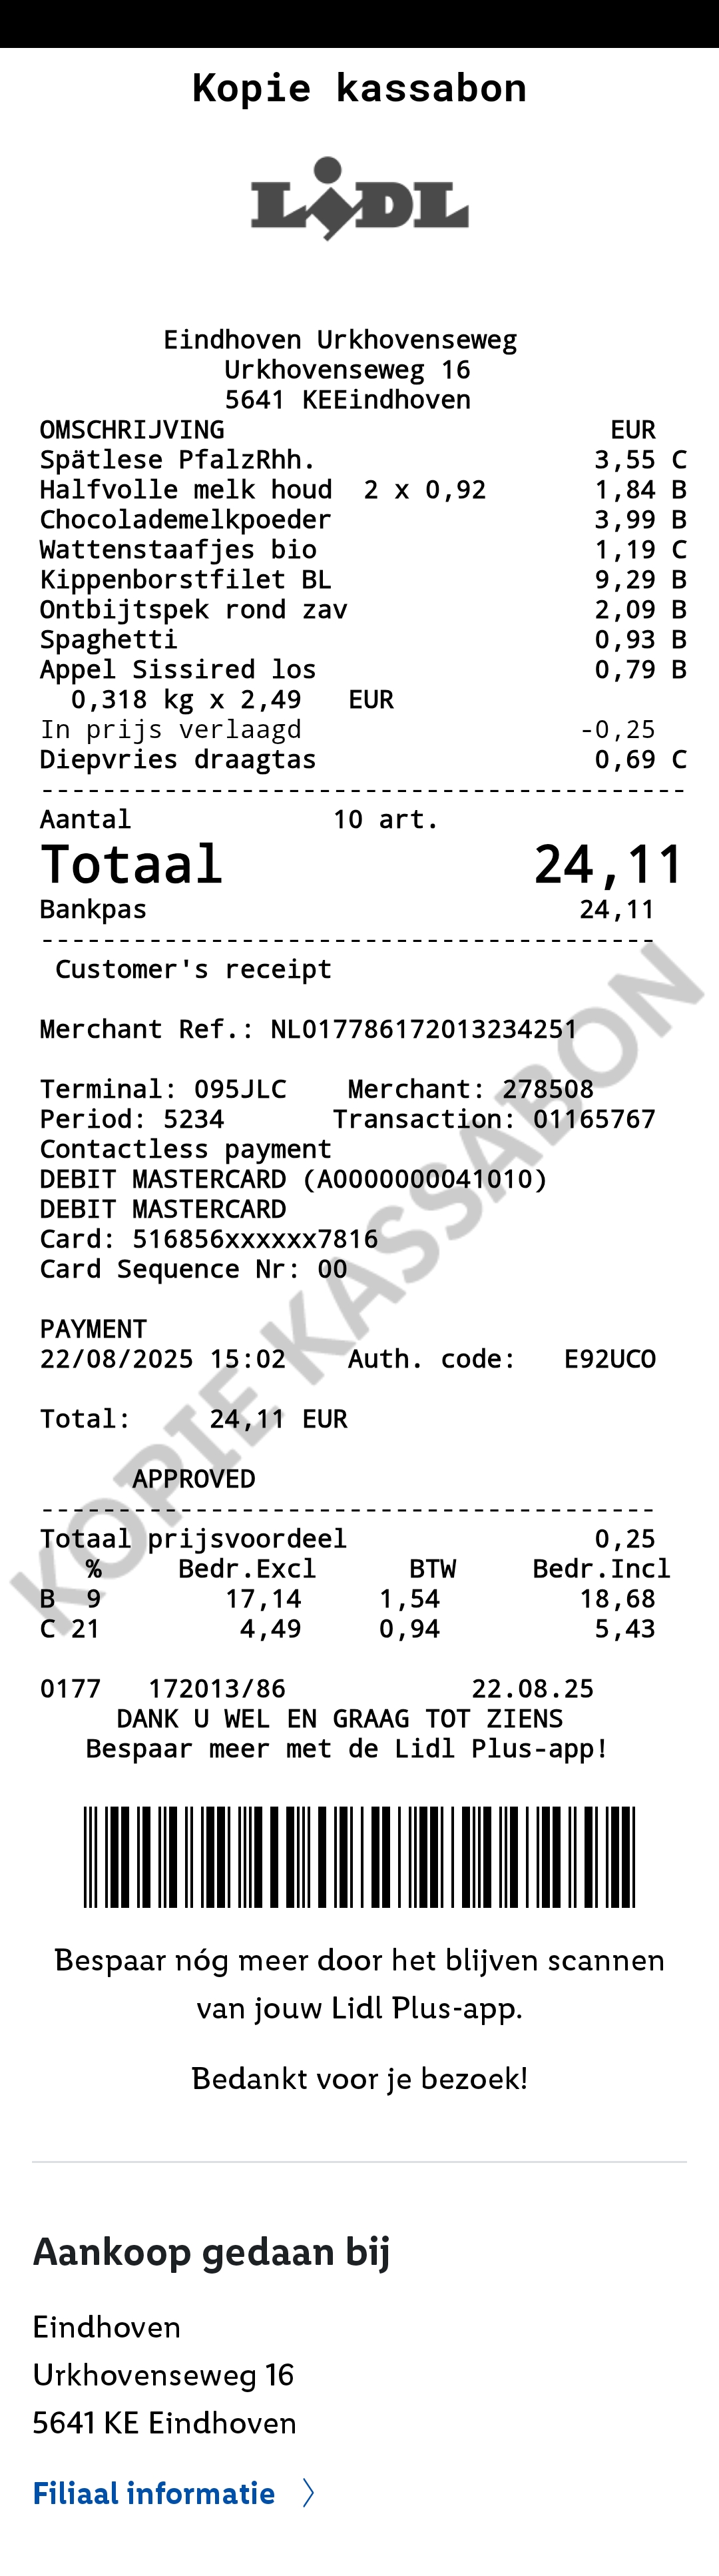 Kopie kassabon
LIDL
Eindhoven Urkhovenseweg
Urkhovenseweg 16
5641 KEEindhoven
OMSCHRIJVING EUR
Spätlese PfalzRhh. 3,55 C
Halfvolle melk houd 2 x 0,92 1,84 B
Chocolademelkpoeder 3,99 B
Wattenstaafjes bio 1,19 C
Kippenborstfilet BL 9,29 B
Ontbijtspek rond zav 2,09 B
Spaghetti 0,93 B
Appel Sissired los 0,79 B
0,318 kg x 2,49 EUR
In prijs verlaagd -0,25
Diepvries draagtas 0,69 C
------------------------------------------
Aantal 10 art.
Totaal 24,11
Bankpas 24,11
----------------------------------------
Customer's receipt
Merchant Ref.: NL017786172013234251
Terminal: 095JLC Merchant: 278508
Period: 5234 Transaction: 01165767
Contactless payment
DEBIT MASTERCARD (A0000000041010)
DEBIT MASTERCARD
Card: 516856xxxxxx7816
Card Sequence Nr: 00
PAYMENT
22/08/2025 15:02 Auth. code: E92UCO
Total: 24,11 EUR
APPROVED
----------------------------------------
Totaal prijsvoordeel 0,25
% Bedr.Excl BTW Bedr.Incl
B 9 17,14 1,54 18,68
C 21 4,49 0,94 5,43
0177 172013/86 22.08.25
DANK U WEL EN GRAAG TOT ZIENS
Bespaar meer met de Lidl Plus-app!
KOPIE KASSABON
Bespaar nóg meer door het blijven scannen
van jouw Lidl Plus-app.
Bedankt voor je bezoek!
Aankoop gedaan bij
Eindhoven
Urkhovenseweg 16
5641 KE Eindhoven
Filiaal informatie